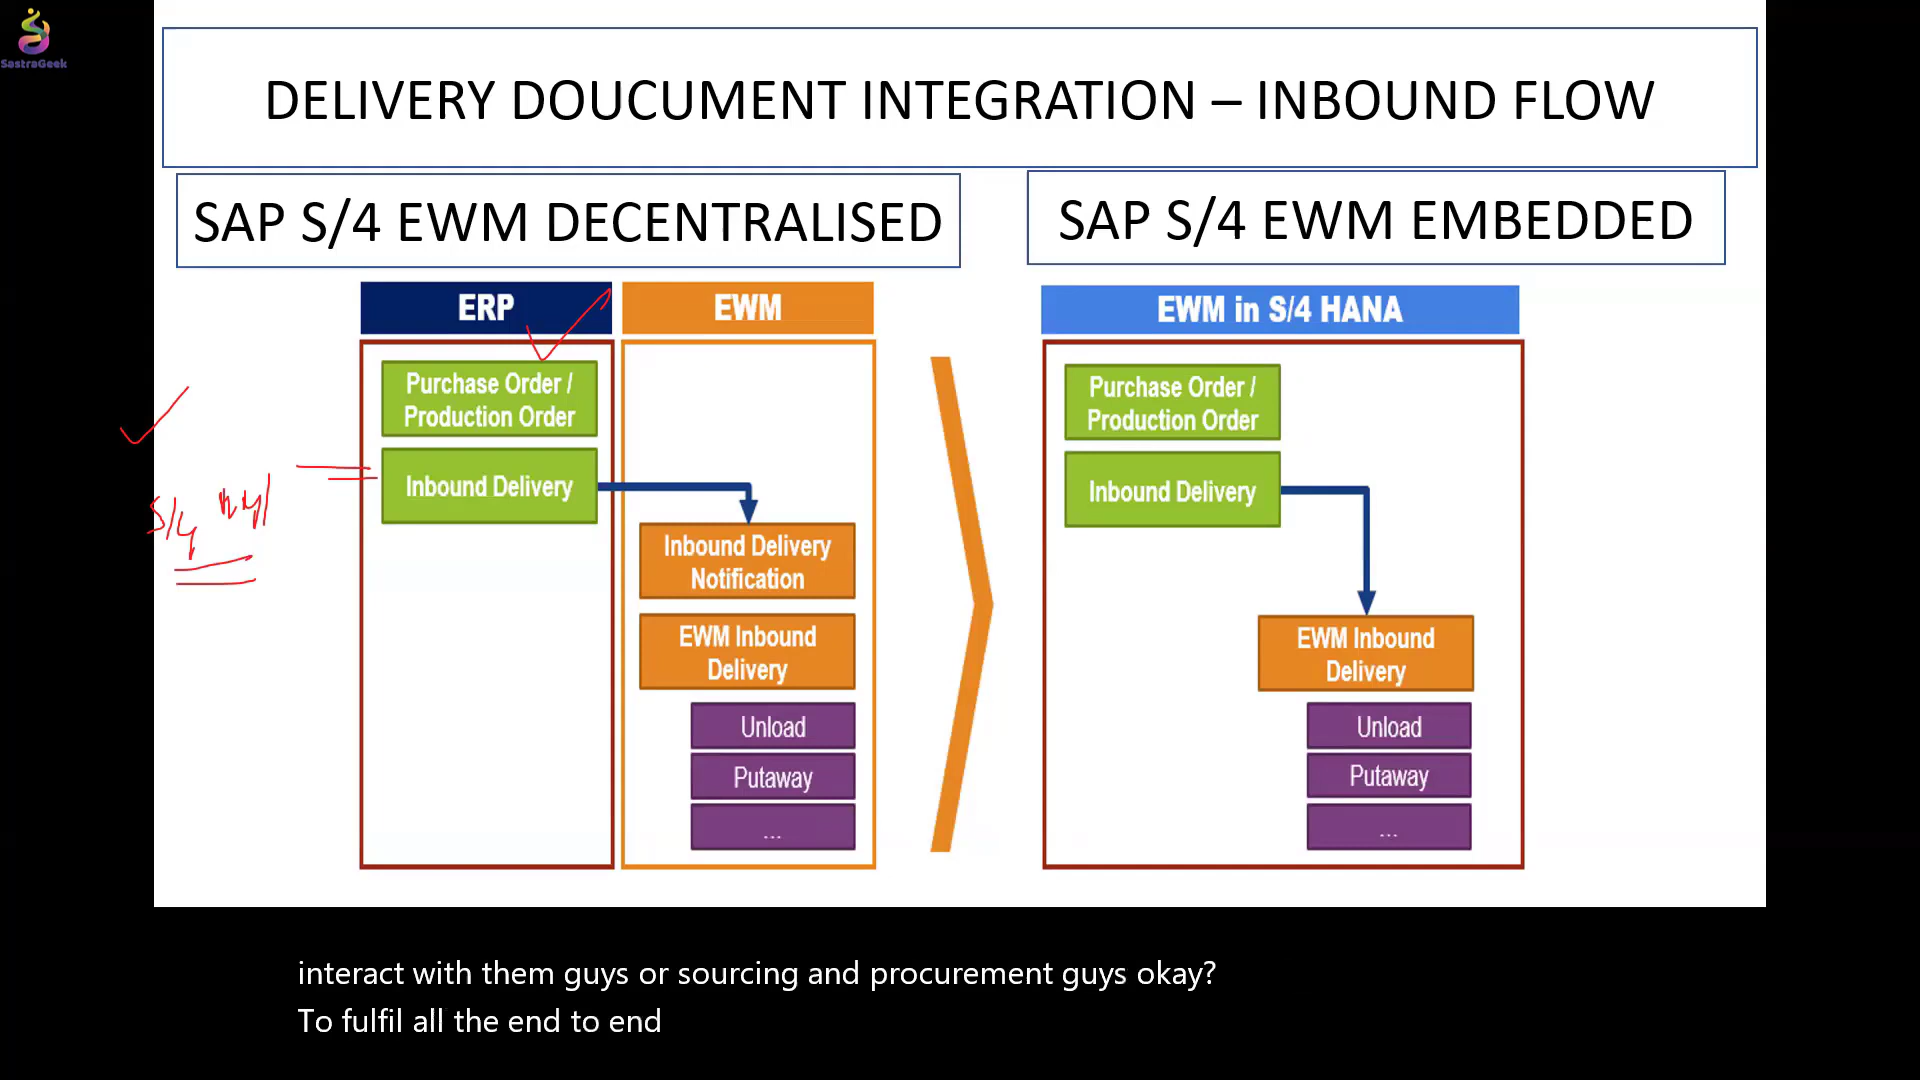 SastraGeek
DELIVERY DOUCUMENT INTEGRATION – INBOUND FLOW
SAP S/4 EWM DECENTRALISED
SAP S/4 EWM EMBEDDED
ERP
EWM
Purchase Order /
Production Order
Inbound Delivery
Inbound Delivery
Notification
EWM Inbound
Delivery
Unload
Putaway
...
EWM in S/4 HANA
Purchase Order /
Production Order
Inbound Delivery
EWM Inbound
Delivery
Unload
Putaway
...
S/4
interact with them guys or sourcing and procurement guys okay?
To fulfil all the end to end